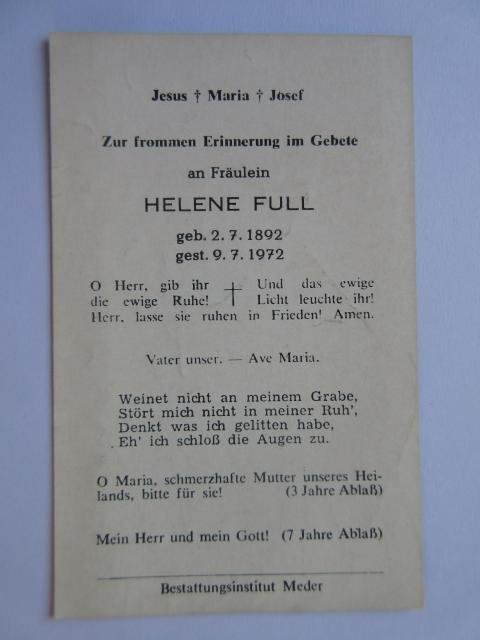 Jesus † Maria † Josef
Zur frommen Erinnerung im Gebete
an Fräulein
HELENE FULL
geb. 2. 7. 1892
gest. 9. 7. 1972
O Herr, gib ihr † Und das ewige
die ewige Ruhe! Licht leuchte ihr!
Herr, lasse sie ruhen in Frieden! Amen.
Vater unser. — Ave Maria.
Weinet nicht an meinem Grabe,
Stört mich nicht in meiner Ruh',
Denkt was ich gelitten habe,
Eh' ich schloß die Augen zu.
O Maria, schmerzhafte Mutter unseres Hei-
lands, bitte für sie! (3 Jahre Ablaß)
Mein Herr und mein Gott! (7 Jahre Ablaß)
Bestattungsinstitut Meder